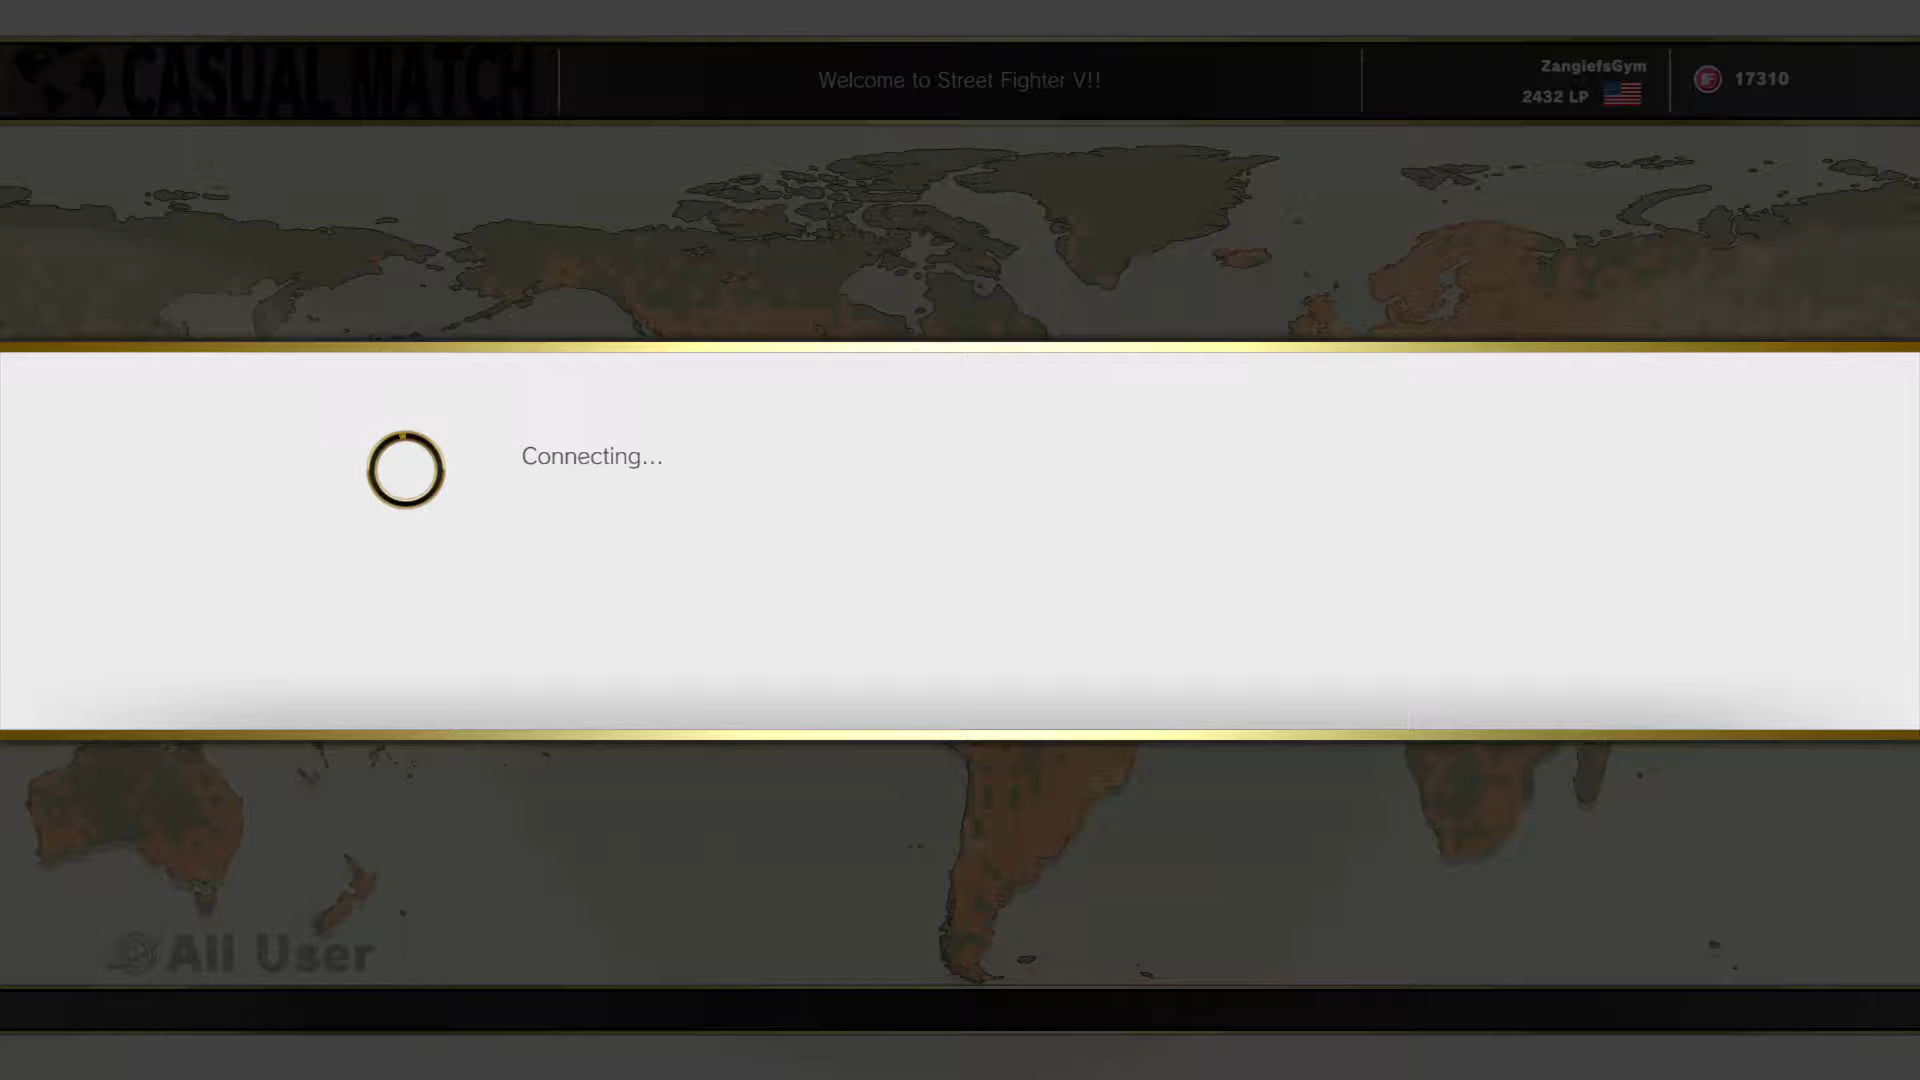 CASUAL MATCH
Welcome to Street Fighter V!!
ZangiefsGym
2432 LP
17310
Connecting...
All User